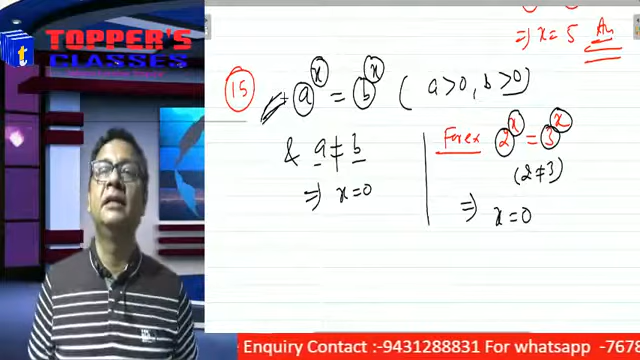 TOPPER'S
CLASSES
t
⇒ x = 5 Ans
(15) a^x = b^x ( a>0, b>0)
& a ≠ b
⇒ x=0
For ex 2^x = 3^x
(2 ≠ 3)
⇒ x=0
Enquiry Contact :-9431288831 For whatsapp -7678